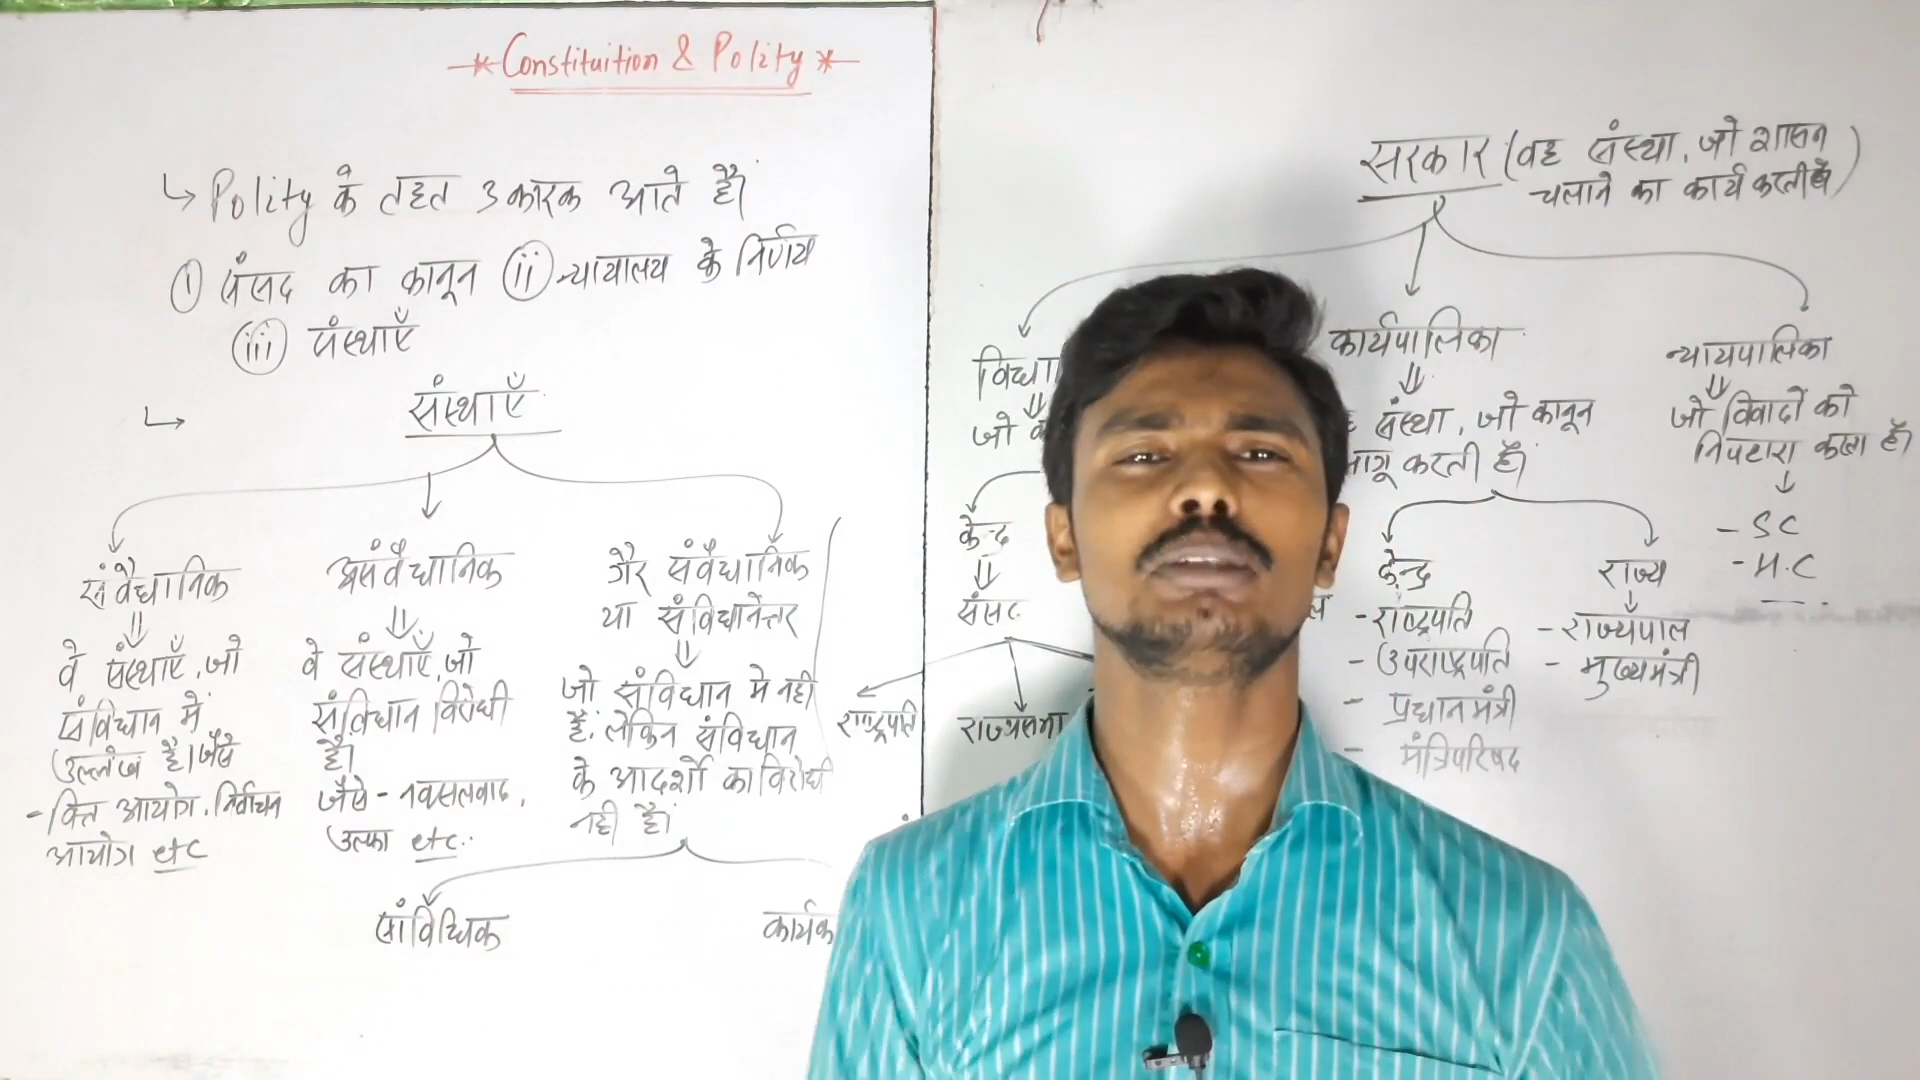 Constituition & Polity
↳ Polity के तहत 3 कारक आते हैं।
① संसद का कानून ⅱ न्यायालय के निर्णय
ⅲ संस्थाएँ
संस्थाएँ
संवैधानिक
वे संस्थाएँ, जो
संविधान में
उल्लेख है। जैसे
- वित्त आयोग, निर्वाचन
आयोग etc
असंवैधानिक
वे संस्थाएँ, जो
संविधान विरोधी
है।
जैसे - नक्सलवाद,
उल्फा etc.
गैर संवैधानिक
या संविधानेत्तर
जो संविधान मे नही
हैं, लेकिन संविधान
के आदर्शों का विरोधी
नही है।
सांविधिक
कार्यक
सरकार (वह संस्था, जो शासन
चलाने का कार्य करती है)
विधा
जो
केन्द्र
संसद
राष्ट्रपति
राज्यसभा
कार्यपालिका
संस्था, जो कानून
लागू करती है।
केन्द्र
- राष्ट्रपति
- उपराष्ट्रपति
- प्रधानमंत्री
- मंत्रिपरिषद
राज्य
- राज्यपाल
- मुख्यमंत्री
न्यायपालिका
जो विवादों को
निपटारा करता है।
- SC
- H.C